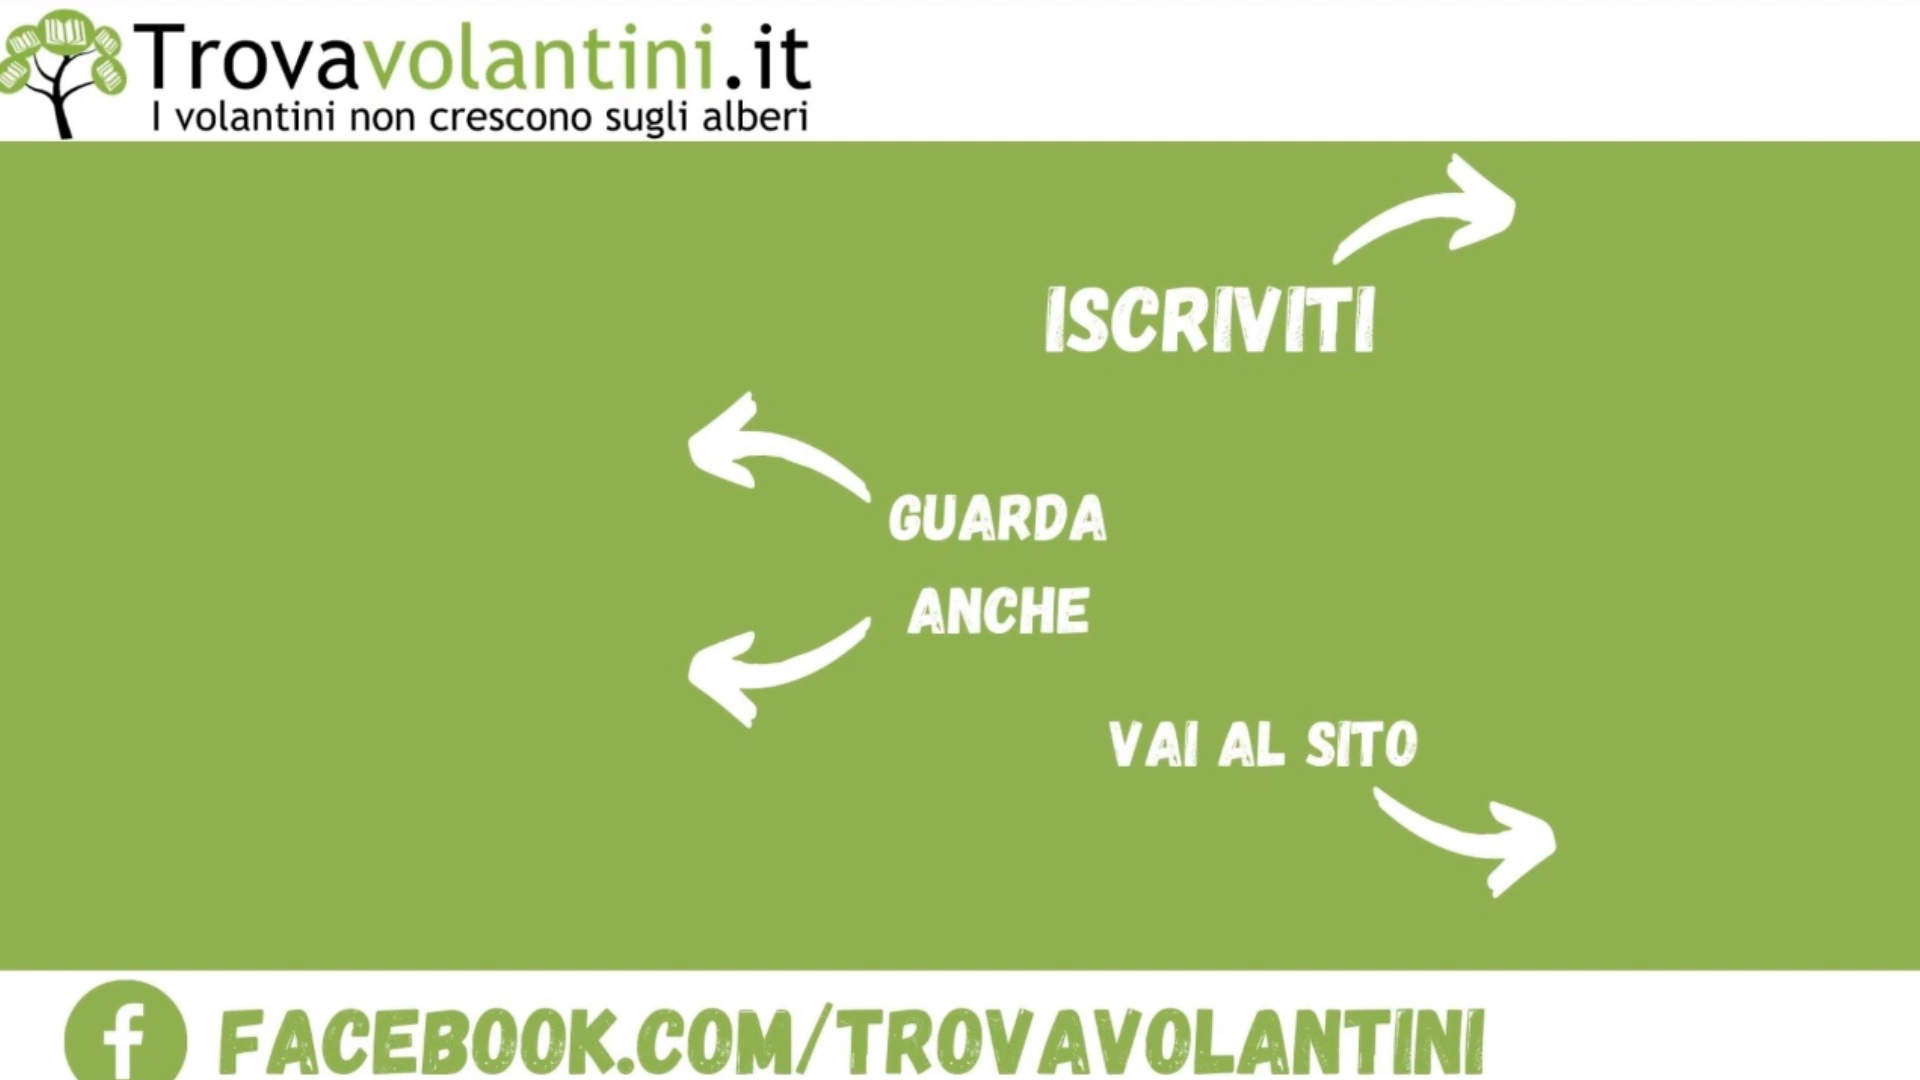 Trovavolantini.it
I volantini non crescono sugli alberi
ISCRIVITI
GUARDA
ANCHE
VAI AL SITO
f FACEBOOK.COM/TROVAVOLANTINI